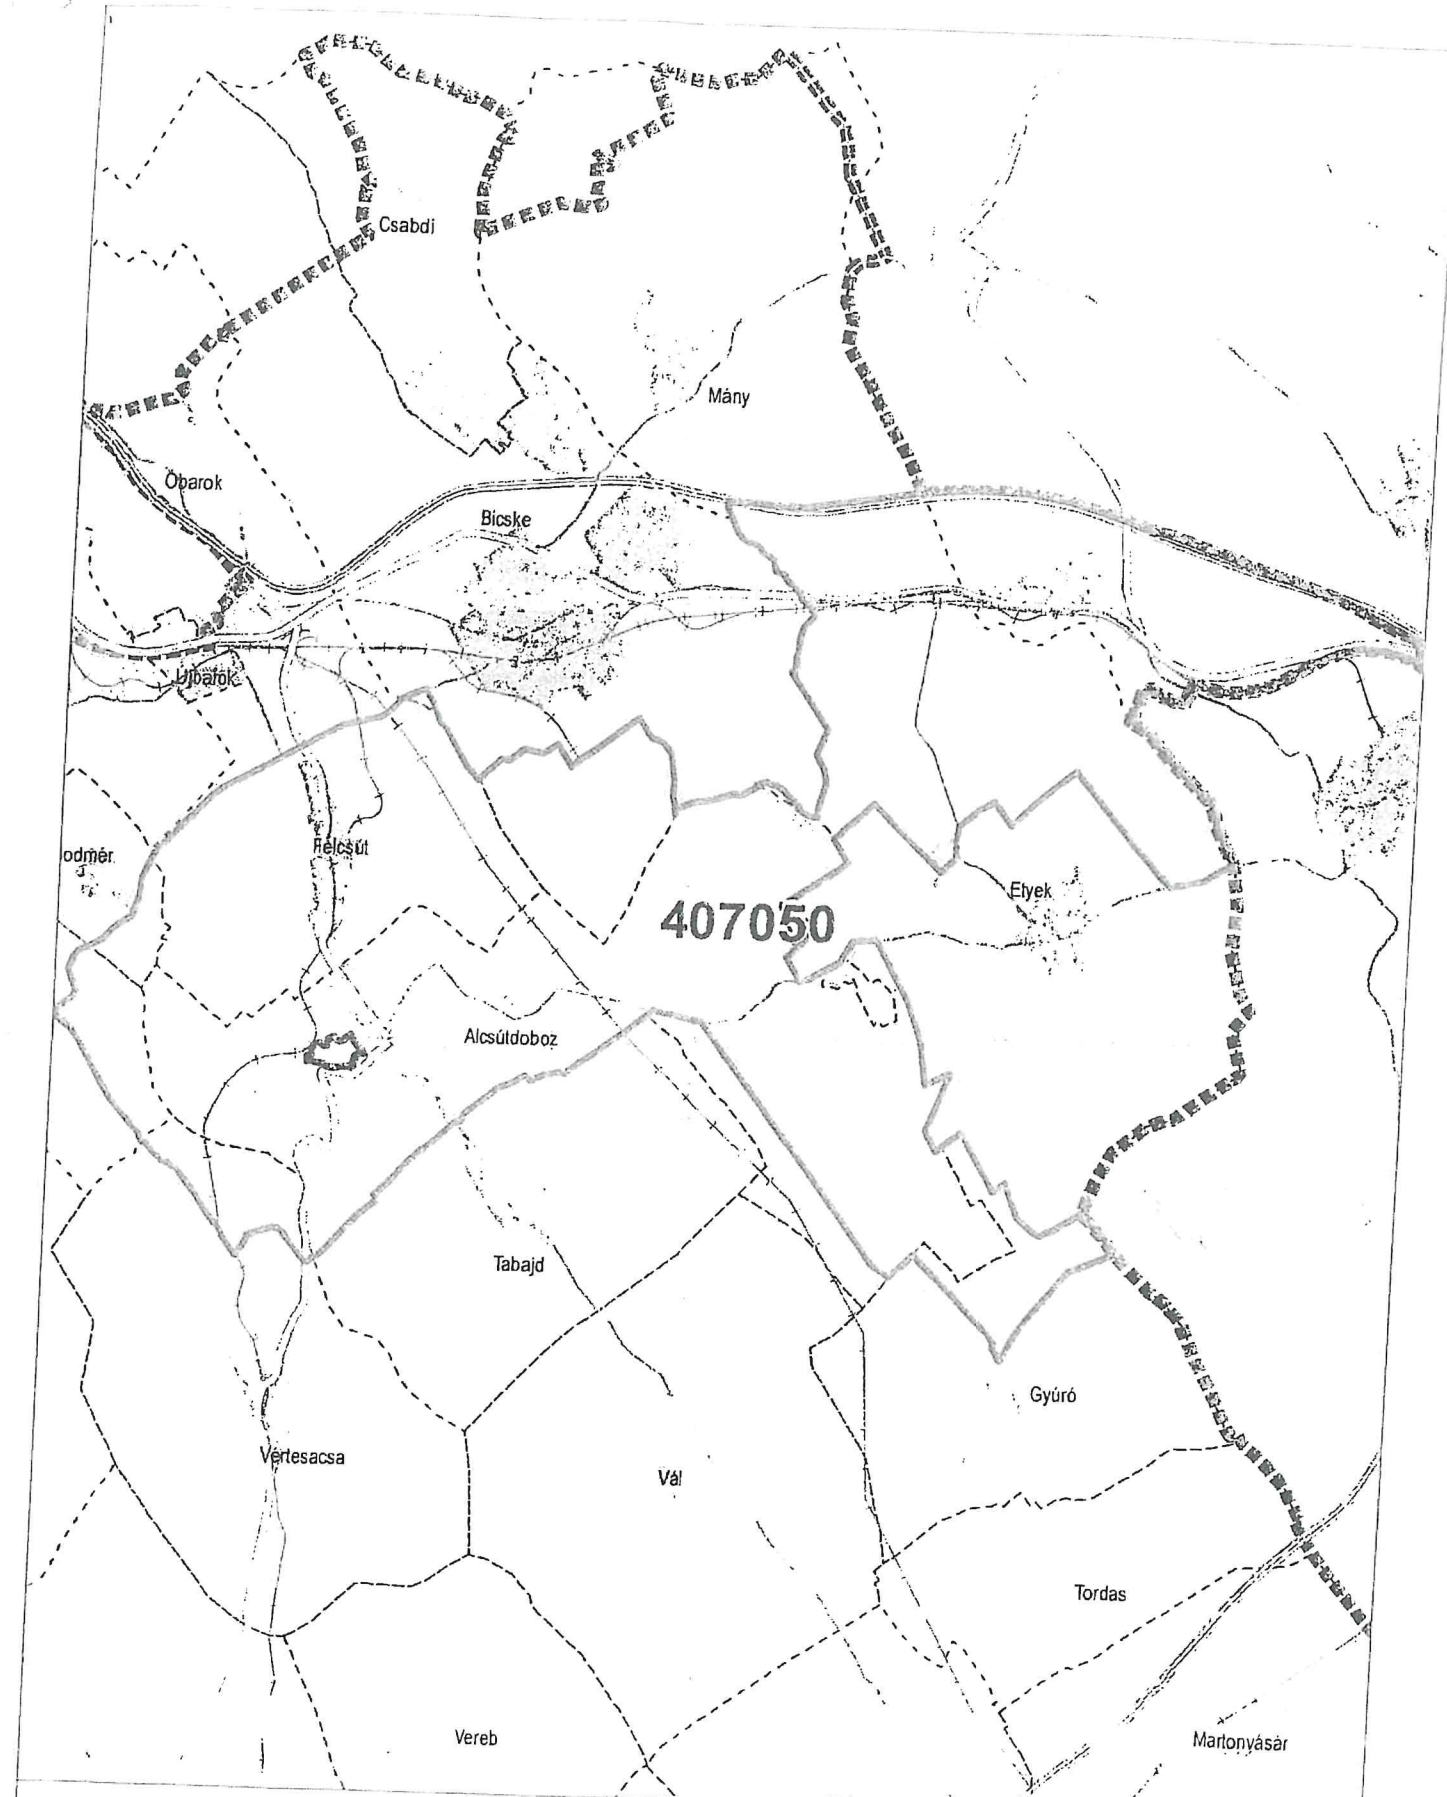 Csabdi
Mány
Óbarok
Bicske
Újbarok
Felcsút
odmér
Etyek
407050
Alcsútdoboz
Tabajd
Gyúró
Vértesacsa
Vál
Tordas
Vereb
Martonvásár